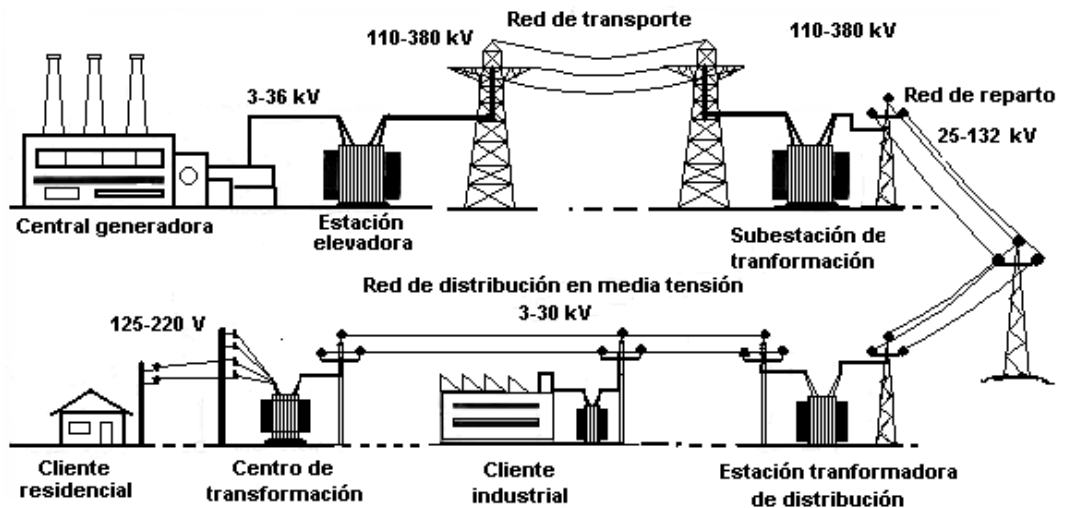 Red de transporte
110-380 kV
110-380 kV
3-36 kV
Red de reparto
25-132 kV
Central generadora
Estación
elevadora
Subestación de
tranformación
Red de distribución en media tensión
3-30 kV
125-220 V
Cliente
residencial
Centro de
transformación
Cliente
industrial
Estación tranformadora
de distribución